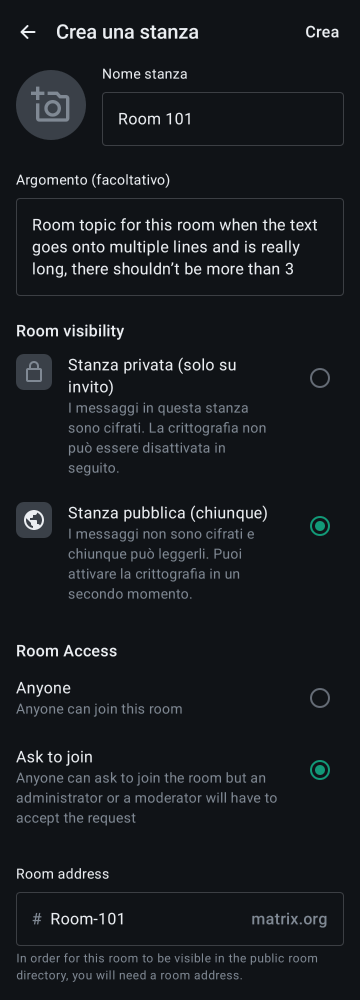 Crea una stanza
Crea
Nome stanza
Room 101
Argomento (facoltativo)
Room topic for this room when the text
goes onto multiple lines and is really
long, there shouldn’t be more than 3
Room visibility
Stanza privata (solo su
invito)
I messaggi in questa stanza
sono cifrati. La crittografia non
può essere disattivata in
seguito.
Stanza pubblica (chiunque)
I messaggi non sono cifrati e
chiunque può leggerli. Puoi
attivare la crittografia in un
secondo momento.
Room Access
Anyone
Anyone can join this room
Ask to join
Anyone can ask to join the room but an
administrator or a moderator will have to
accept the request
Room address
# Room-101 matrix.org
In order for this room to be visible in the public room
directory, you will need a room address.